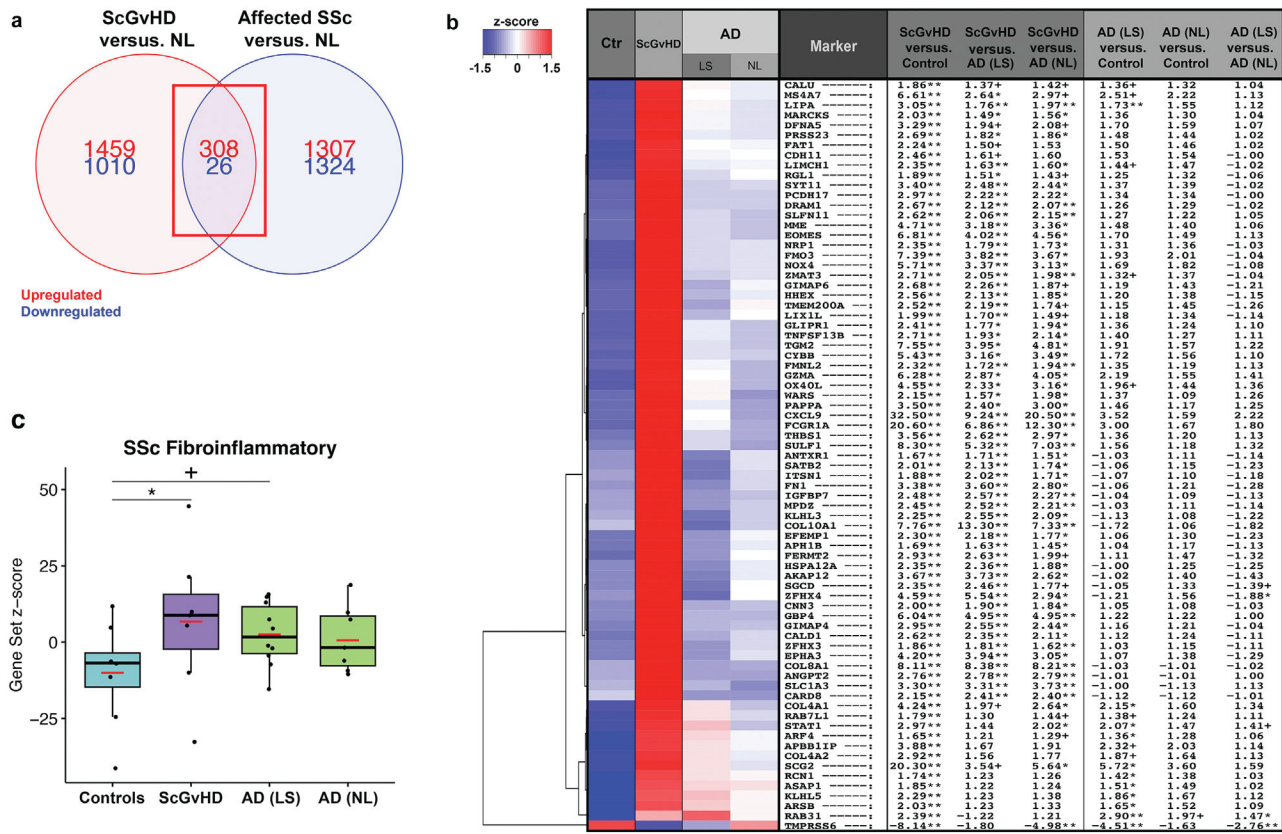 a
ScGvHD Affected SSc
versus. NL versus. NL
1459 308 1307
1010 26 1324
Upregulated
Downregulated
b
z-score
-1.5 0 1.5
Ctr ScGvHD AD
LS NL
Marker
ScGvHD versus. Control
ScGvHD versus. AD (LS)
ScGvHD versus. AD (NL)
AD (LS) versus. Control
AD (NL) versus. Control
AD (LS) versus. AD (NL)
CALU ------: 1.86** 1.37+ 1.42+ 1.36+ 1.32 1.04
MS4A7 -----: 6.61** 2.64* 2.97+ 2.51+ 2.22 1.13
LIPA ------: 3.05** 1.76** 1.97** 1.73** 1.55 1.12
MARCKS ----: 2.03** 1.49* 1.56* 1.36 1.30 1.04
DFNA5 -----: 3.29** 1.94+ 2.08+ 1.70 1.59 1.07
PRSS23 ----: 2.69** 1.82* 1.86* 1.48 1.44 1.02
FAT1 ------: 2.24** 1.50+ 1.53 1.50 1.46 1.02
CDH11 -----: 2.46** 1.61+ 1.60 1.53 1.54 -1.00
LIMCH1 ----: 2.35** 1.63** 1.60* 1.44+ 1.47 -1.02
RGL1 ------: 1.89** 1.51* 1.43+ 1.25 1.32 -1.06
SYT11 -----: 3.40** 2.48** 2.44* 1.37 1.39 -1.02
PCDH17 ----: 2.97** 2.22** 2.22* 1.34 1.34 -1.00
DRAM1 -----: 2.67** 2.12** 2.07** 1.26 1.29 -1.02
SLFN11 ----: 2.62** 2.06** 2.15** 1.27 1.22 1.05
MME -------: 4.71** 3.18** 3.36* 1.48 1.40 1.06
EOMES -----: 6.81** 4.02** 4.56* 1.70 1.49 1.13
NRP1 ------: 2.35** 1.79** 1.73* 1.31 1.36 -1.03
FMO3 ------: 7.39** 3.82** 3.67* 1.93 2.01 -1.04
NOX4 ------: 5.71** 3.37** 3.13* 1.69 1.82 -1.08
ZMAT3 -----: 2.71** 2.05** 1.98** 1.32+ 1.37 -1.04
GIMAP6 ----: 2.68** 2.26** 1.87+ 1.19 1.43 -1.21
HHEX ------: 2.56** 2.13** 1.85* 1.20 1.38 -1.15
TMEM200A --: 2.52** 2.19** 1.74+ 1.15 1.45 -1.26
LIX1L -----: 1.99** 1.70** 1.49+ 1.18 1.34 -1.14
GLIPR1 ----: 2.41** 1.77* 1.94* 1.36 1.24 1.10
TNFSF13B --: 2.71** 1.93* 2.14* 1.40 1.27 1.11
TGM2 ------: 7.55** 3.95* 4.81* 1.91 1.57 1.22
CYBB ------: 5.43** 3.16* 3.49* 1.72 1.56 1.10
FMNL2 -----: 2.32** 1.72** 1.94** 1.35 1.19 1.13
GZMA ------: 6.28** 2.87* 4.05* 2.19 1.55 1.41
OX40L -----: 4.55** 2.33* 3.16* 1.96+ 1.44 1.36
WARS ------: 2.15** 1.57* 1.98* 1.37 1.09 1.26
PAPPA -----: 3.50** 2.40* 3.00* 1.46 1.17 1.25
CXCL9 -----: 32.50** 9.24** 20.50** 3.52 1.59 2.22
FCGR1A ----: 20.60** 6.86** 12.30** 3.00 1.67 1.80
THBS1 -----: 3.56** 2.62** 2.97* 1.36 1.20 1.13
SULF1 -----: 8.30** 5.32** 7.03** 1.56 1.18 1.32
ANTXR1 ----: 1.67** 1.71** 1.51* -1.03 1.11 -1.14
SATB2 -----: 2.01** 2.13** 1.74* -1.06 1.15 -1.23
ITSN1 -----: 1.88** 2.02** 1.71* -1.07 1.10 -1.18
FN1 -------: 3.38** 3.60** 2.80* -1.06 1.21 -1.28
IGFBP7 ----: 2.48** 2.57** 2.27** -1.04 1.09 -1.13
MPDZ ------: 2.45** 2.52** 2.21** -1.03 1.11 -1.14
KLHL3 -----: 2.25** 2.55** 2.09* -1.13 1.08 -1.22
COL10A1 ---: 7.76** 13.30** 7.33** -1.72 1.06 -1.82
EFEMP1 ----: 2.30** 2.18** 1.77* 1.06 1.30 -1.23
APH1B -----: 1.69** 1.63** 1.45* 1.04 1.17 -1.13
FERMT2 ----: 2.93** 2.63** 1.99+ 1.11 1.47 -1.32
HSPA12A ---: 2.35** 2.36** 1.88* -1.00 1.25 -1.25
AKAP12 ----: 3.67** 3.73** 2.62* -1.02 1.40 -1.43
SGCD ------: 2.35** 2.46** 1.77+ -1.05 1.33 -1.39+
ZFHX4 -----: 4.59** 5.54** 2.94* -1.21 1.56 -1.88*
CNN3 ------: 2.00** 1.90** 1.84* 1.05 1.08 -1.03
GBP4 ------: 6.04** 4.95** 4.95** 1.22 1.22 1.00
GIMAP4 ----: 2.95** 2.55** 2.44* 1.16 1.21 -1.04
CALD1 -----: 2.62** 2.35** 2.11* 1.12 1.24 -1.11
ZFHX3 -----: 1.86** 1.81** 1.62* 1.03 1.15 -1.11
EPHA3 -----: 4.20** 3.94** 3.05* 1.07 1.38 -1.29
COL8A1 ----: 8.11** 8.38** 8.21** -1.03 -1.01 -1.02
ANGPT2 ----: 2.76** 2.78** 2.79** -1.01 -1.01 1.00
SLC1A3 ----: 3.30** 3.31** 3.73** -1.00 -1.13 1.13
CARD8 -----: 2.15** 2.41** 2.40** -1.12 -1.12 -1.01
COL4A1 ----: 4.24** 1.97+ 2.64* 2.15* 1.60 1.34
RAB7L1 ----: 1.79** 1.30 1.44+ 1.38+ 1.24 1.11
STAT1 -----: 2.97** 1.44 2.02* 2.07* 1.47 1.41+
ARF4 ------: 1.65** 1.21 1.29+ 1.36* 1.28 1.06
APBB1IP ---: 3.88** 1.67 1.91 2.32+ 2.03 1.14
COL4A2 ----: 2.92** 1.56 1.77 1.87+ 1.64 1.13
SCG2 ------: 20.30** 3.54+ 5.64* 5.72* 3.60 1.59
RCN1 ------: 1.74** 1.23 1.26 1.42* 1.38 1.03
ASAP1 -----: 1.85** 1.22 1.24 1.51* 1.49 1.02
KLHL5 -----: 2.29** 1.23 1.38 1.86* 1.67 1.12
ARSB ------: 2.03** 1.23 1.33 1.65* 1.52 1.09
RAB31 -----: 2.39** -1.22 1.21 2.90** 1.97+ 1.47*
TMPRSS6 ---: -8.14** -1.80 -4.98** -4.51** -1.63 -2.76**
c
SSc Fibroinflammatory
+
*
Gene Set z-score
50
25
0
−25
Controls ScGvHD AD (LS) AD (NL)